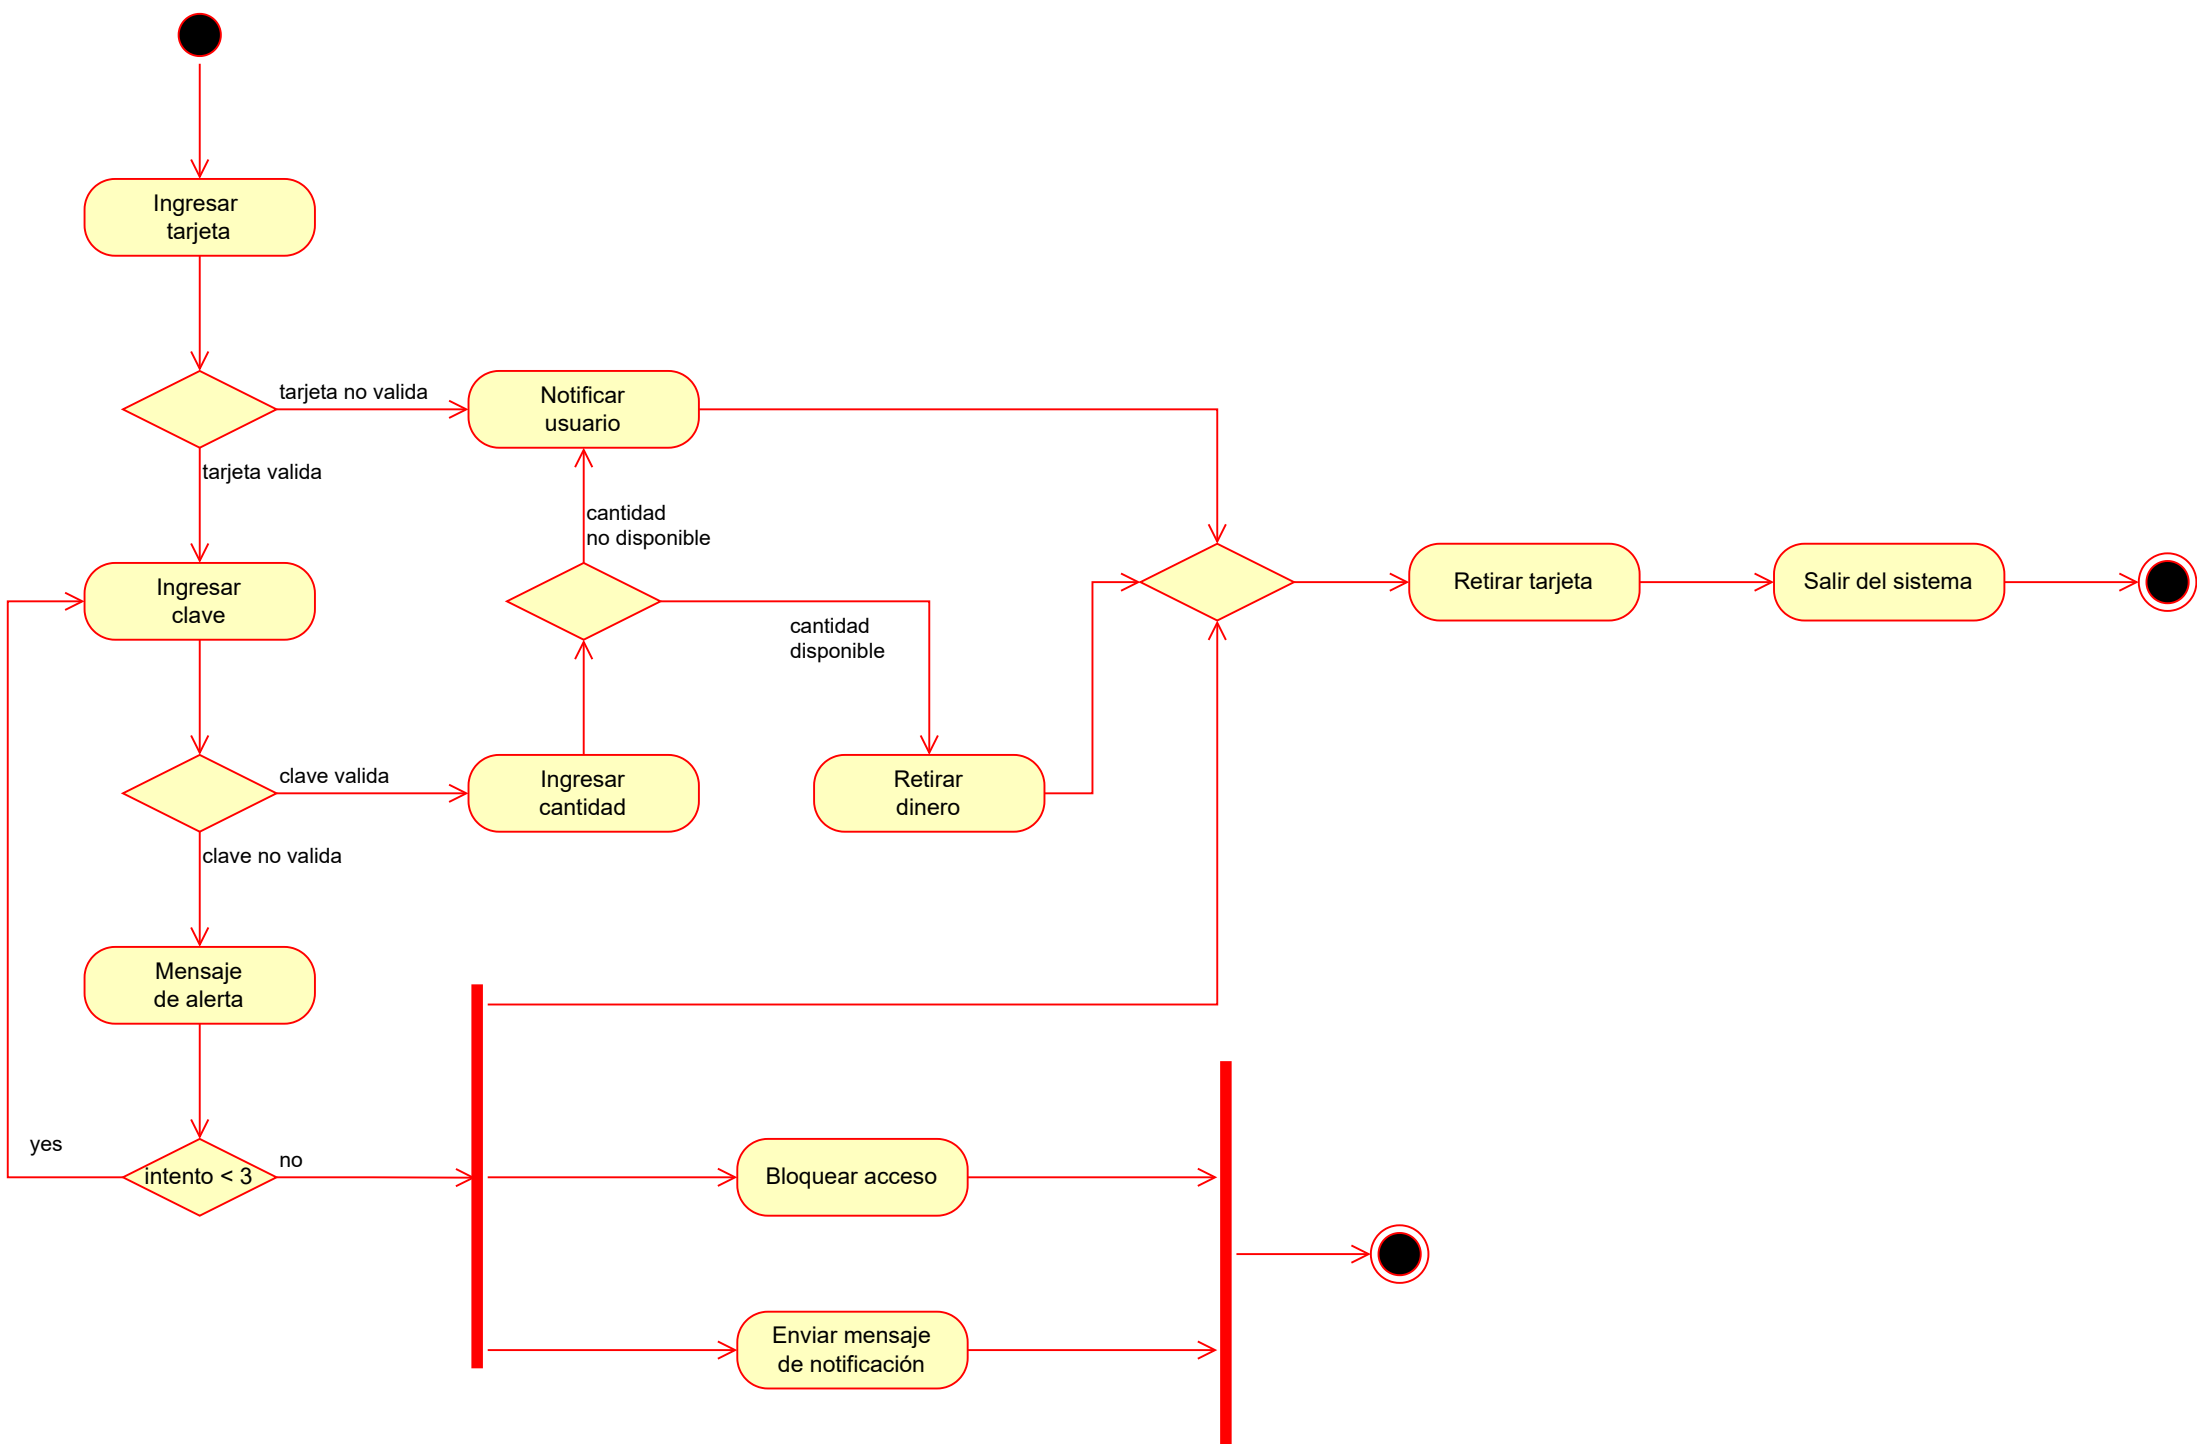 Ingresar
tarjeta
tarjeta no valida
Notificar
usuario
tarjeta valida
cantidad
no disponible
Ingresar
clave
cantidad
disponible
Retirar tarjeta
Salir del sistema
clave valida
Ingresar
cantidad
Retirar
dinero
clave no valida
Mensaje
de alerta
yes
intento < 3
no
Bloquear acceso
Enviar mensaje
de notificación